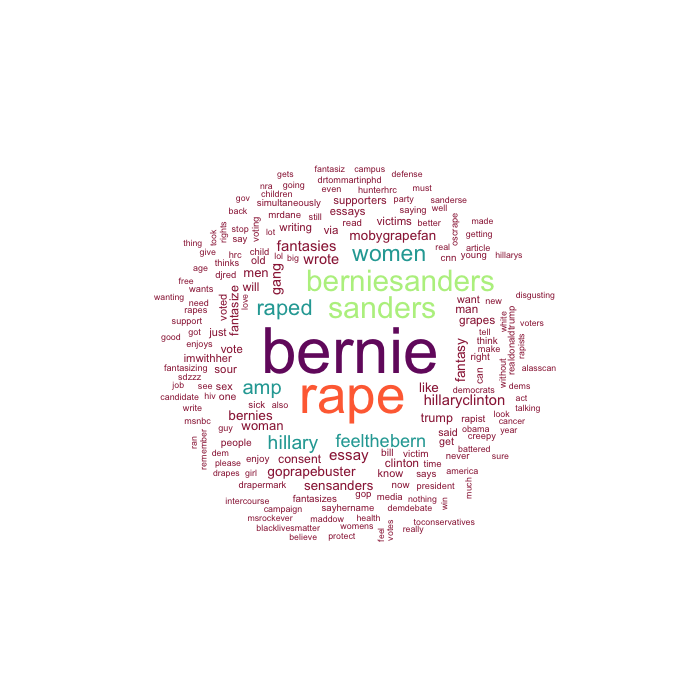 gets fantasiz campus defense
nra going drtommartinphd
children even hunterhrc must
gov simultaneously supporters party sanderse
back mrdane still essays read victims saying well better made
thing took rights stop say voting lot writing via mobygrapefan real oscrape getting
give hrc child fantasies wrote women cnn young article hillarys
age thinks old lol big
free djred men gang berniesanders disgusting
wanting wants need rapes voted fantasize love will raped sanders want new man
support got just grapes white realdonaldtrump voters
good enjoys vote bernie fantasy tell think make right without rapists
fantasizing imwithher sour can alasscan
sdzzz job see sex amp rape like democrats dems
candidate hiv one hillaryclinton act
write sick also trump rapist look talking
msnbc guy bernies woman hillary feelthebern said get obama creepy cancer year
ran remember people essay bill victim battered never sure
dem please enjoy consent clinton time
drapes girl goprapebuster know says america
drapermark sensanders now president much
intercourse fantasizes gop media nothing win
campaign sayhername demdebate
msrockever maddow health toconservatives
blacklivesmatter womens feel votes really
believe protect